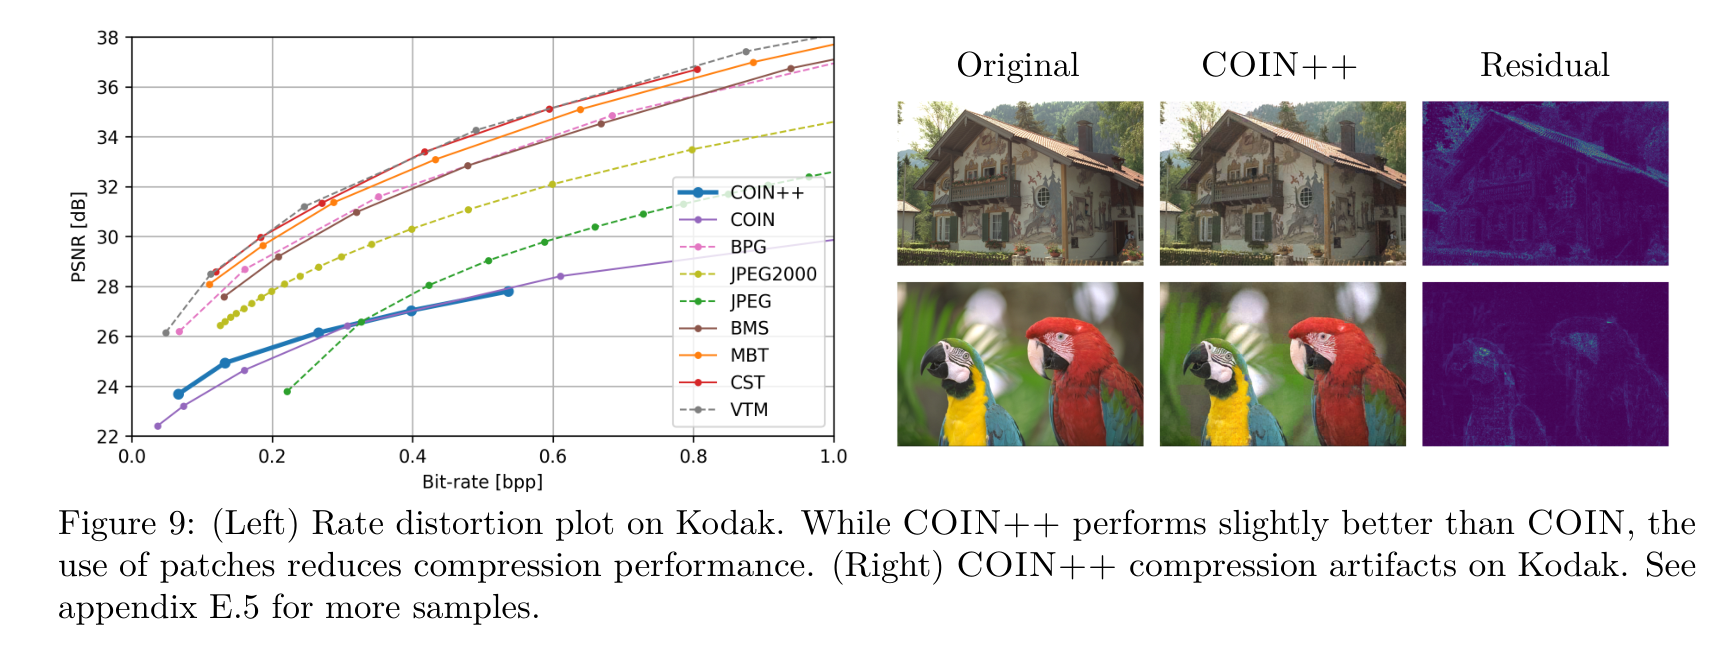 38
36
34
32
30
28
26
24
22
PSNR [dB]
0.0 0.2 0.4 0.6 0.8 1.0
Bit-rate [bpp]
COIN++
COIN
BPG
JPEG2000
JPEG
BMS
MBT
CST
VTM
Original COIN++ Residual
Figure 9: (Left) Rate distortion plot on Kodak. While COIN++ performs slightly better than COIN, the
use of patches reduces compression performance. (Right) COIN++ compression artifacts on Kodak. See
appendix E.5 for more samples.